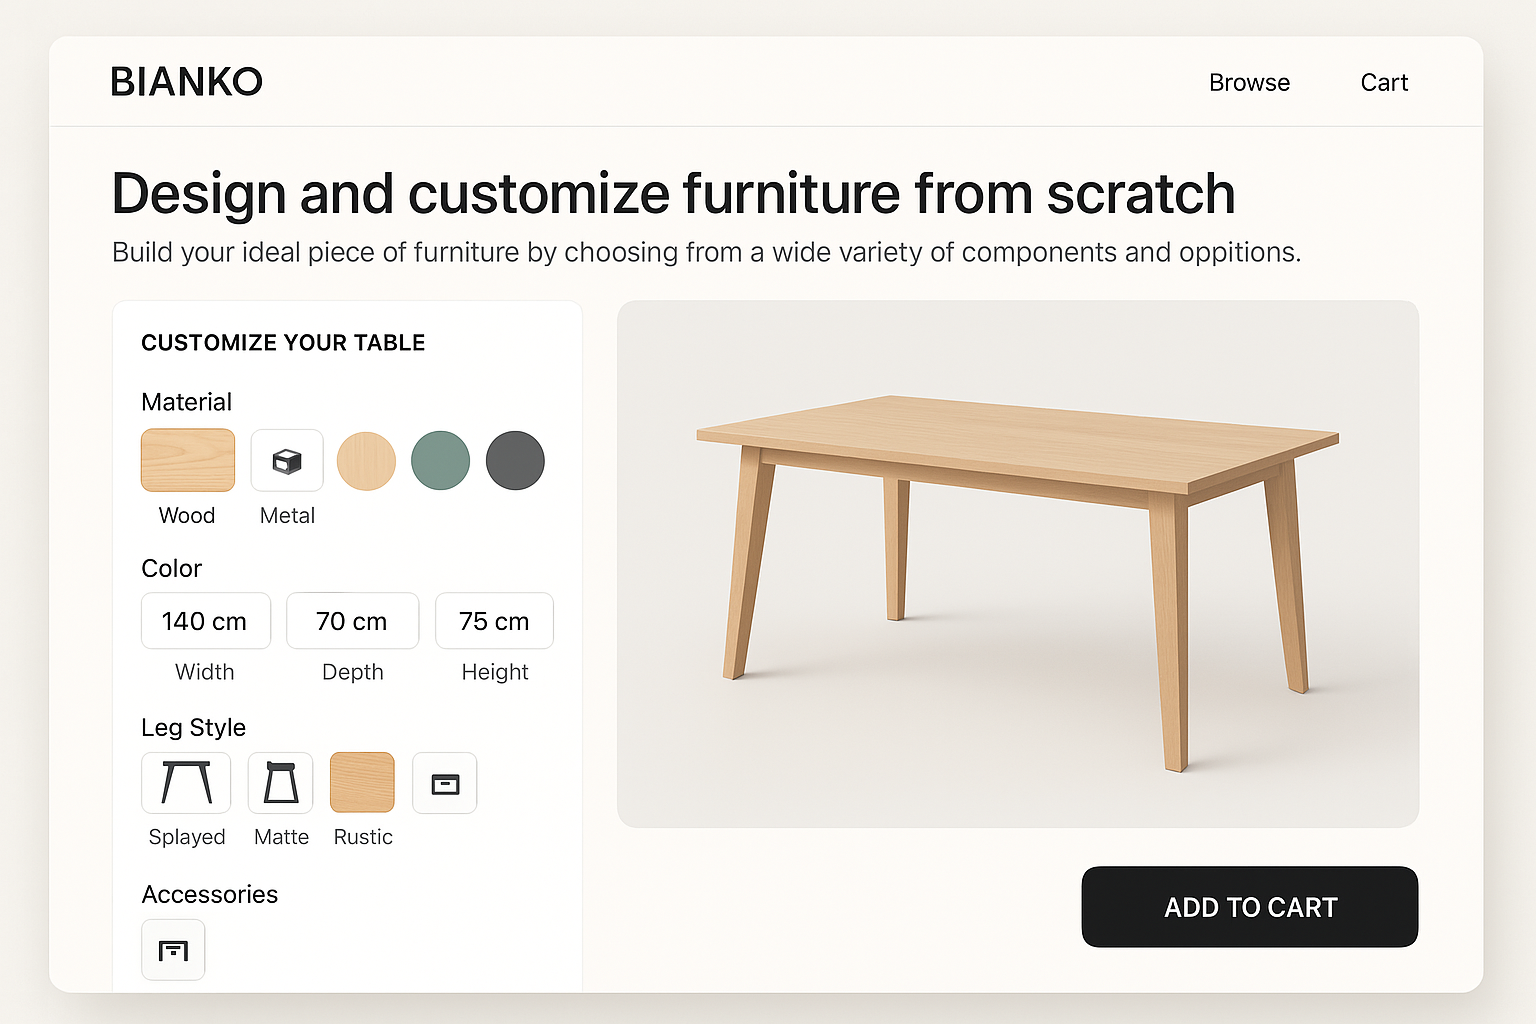 BIANKO
Browse Cart
Design and customize furniture from scratch
Build your ideal piece of furniture by choosing from a wide variety of components and oppitions.
CUSTOMIZE YOUR TABLE
Material
Wood Metal
Color
140 cm 70 cm 75 cm
Width Depth Height
Leg Style
Splayed Matte Rustic
Accessories
ADD TO CART